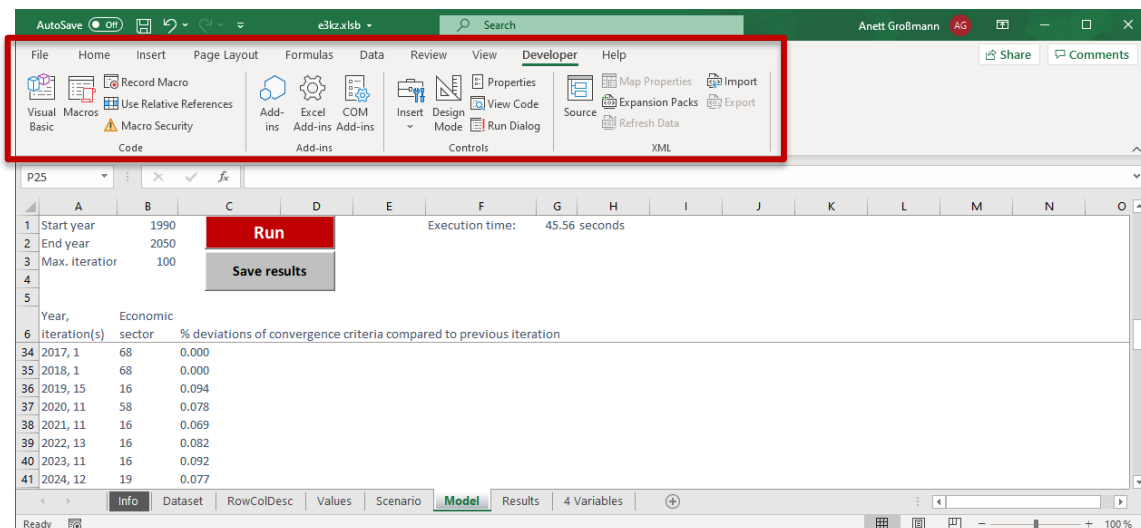 AutoSave Off e3kz.xlsb Search Anett Großmann AG
File Home Insert Page Layout Formulas Data Review View Developer Help Share Comments
Visual Basic
Macros
Record Macro
Use Relative References
Macro Security
Code
Add-ins
Excel Add-ins
COM Add-ins
Add-ins
Insert
Design Mode
Properties
View Code
Run Dialog
Controls
Source
Map Properties
Expansion Packs
Refresh Data
Import
Export
XML
P25 fx
A B C D E F G H I J K L M N O
1 Start year 1990 Run Execution time: 45.56 seconds
2 End year 2050
3 Max. iteration 100 Save results
4
5
Year, Economic
6 iteration(s) sector % deviations of convergence criteria compared to previous iteration
34 2017, 1 68 0.000
35 2018, 1 68 0.000
36 2019, 15 16 0.094
37 2020, 11 58 0.078
38 2021, 11 16 0.069
39 2022, 13 16 0.082
40 2023, 11 16 0.092
41 2024, 12 19 0.077
Info Dataset RowColDesc Values Scenario Model Results 4 Variables
Ready 100 %